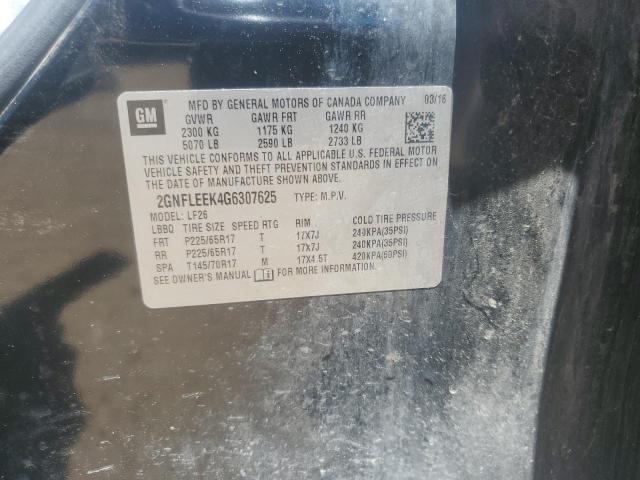 GM
MFD BY GENERAL MOTORS OF CANADA COMPANY 03/16
GVWR GAWR FRT GAWR RR
2300 KG 1175 KG 1240 KG
5070 LB 2590 LB 2733 LB
THIS VEHICLE CONFORMS TO ALL APPLICABLE U.S. FEDERAL MOTOR
VEHICLE SAFETY, BUMPER, AND THEFT PREVENTION STANDARDS IN EFFECT
ON THE DATE OF MANUFACTURE SHOWN ABOVE.
2GNFLEEK4G6307625 TYPE: M.P.V.
MODEL: LF26
LBBQ TIRE SIZE SPEED RTG RIM COLD TIRE PRESSURE
FRT P225/65R17 T 17X7J 240KPA(35PSI)
RR P225/65R17 T 17X7J 240KPA(35PSI)
SPA T145/70R17 M 17X4.5T 420KPA(60PSI)
SEE OWNER'S MANUAL FOR MORE INFORMATION.